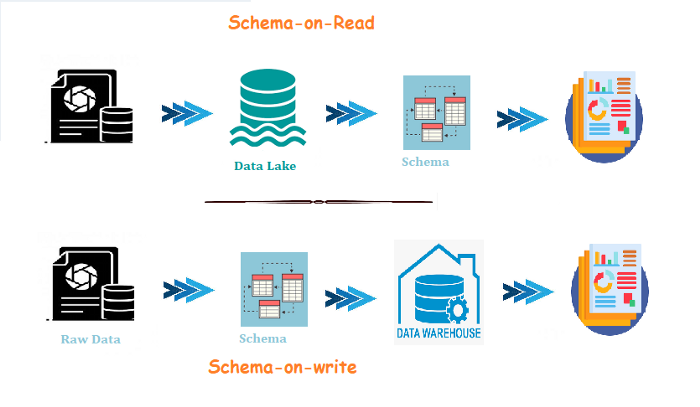 Schema-on-Read
Data Lake
Schema
Raw Data
Schema
DATA WAREHOUSE
Schema-on-write